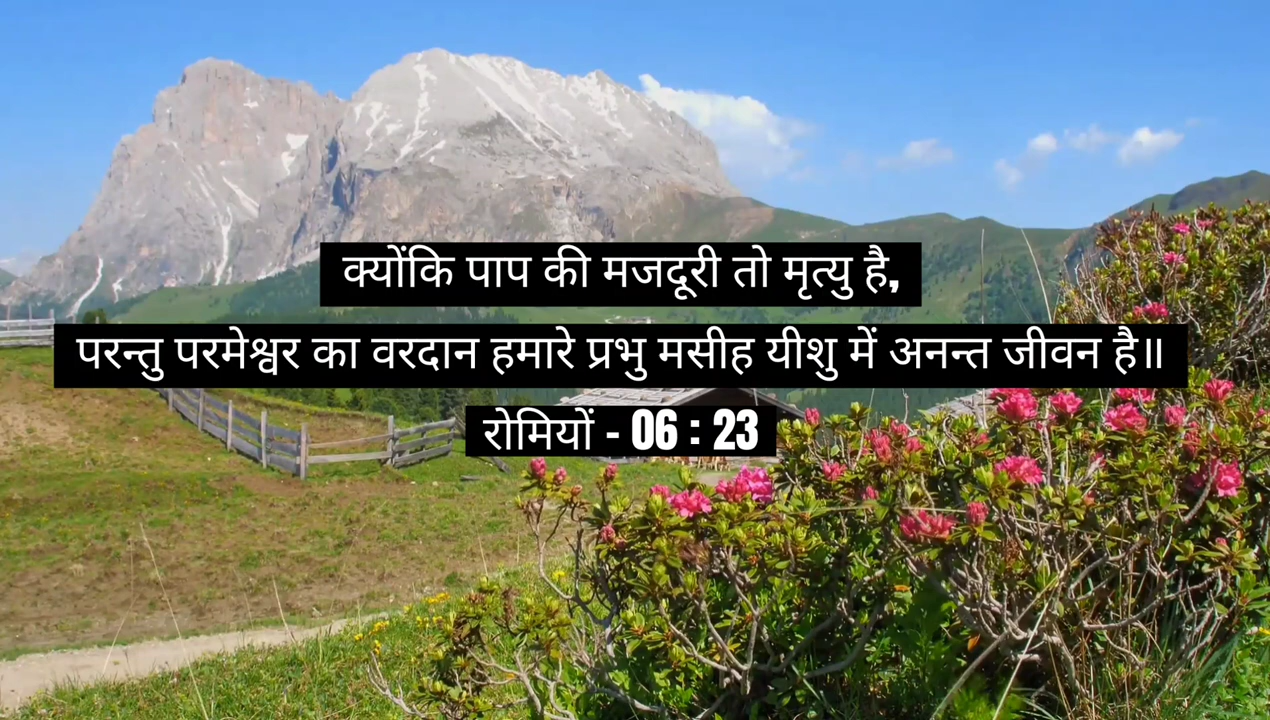 क्योंकि पाप की मजदूरी तो मृत्यु है,
परन्तु परमेश्वर का वरदान हमारे प्रभु मसीह यीशु में अनन्त जीवन है॥
रोमियों - 06 : 23